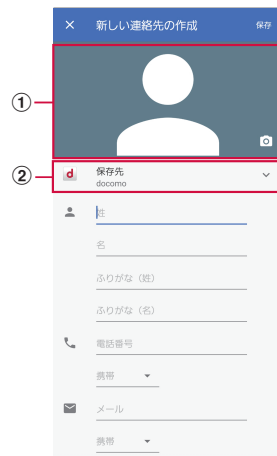 新しい連絡先の作成 保存
①
②
d 保存先
docomo
姓
名
ふりがな（姓）
ふりがな（名）
電話番号
携帯
メール
携帯